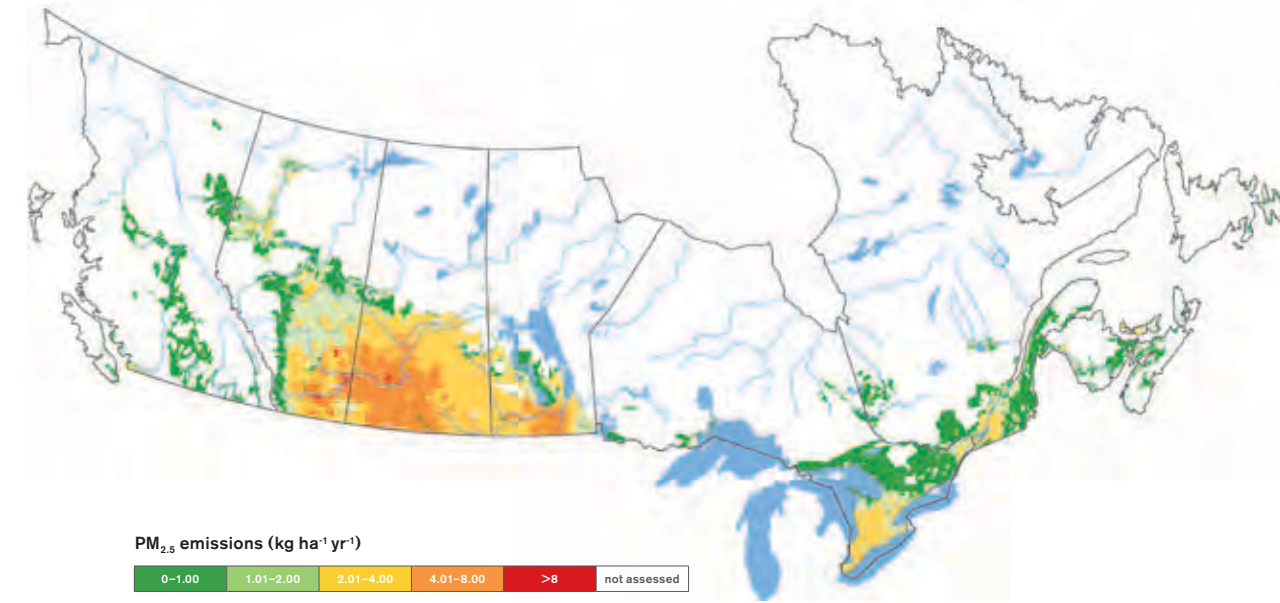 PM₂.₅ emissions (kg ha⁻¹ yr⁻¹)
0–1.00 1.01–2.00 2.01–4.00 4.01–8.00 >8 not assessed